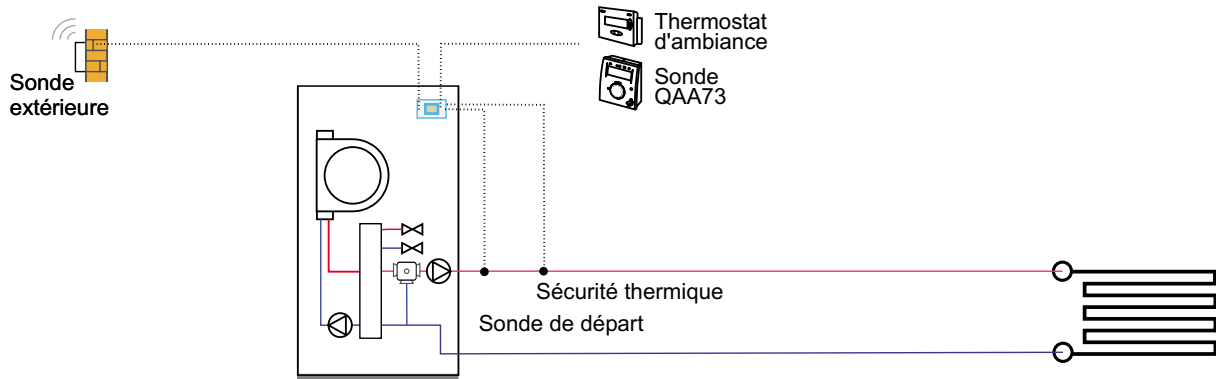 Thermostat
d'ambiance
Sonde
extérieure
Sonde
QAA73
Sécurité thermique
Sonde de départ